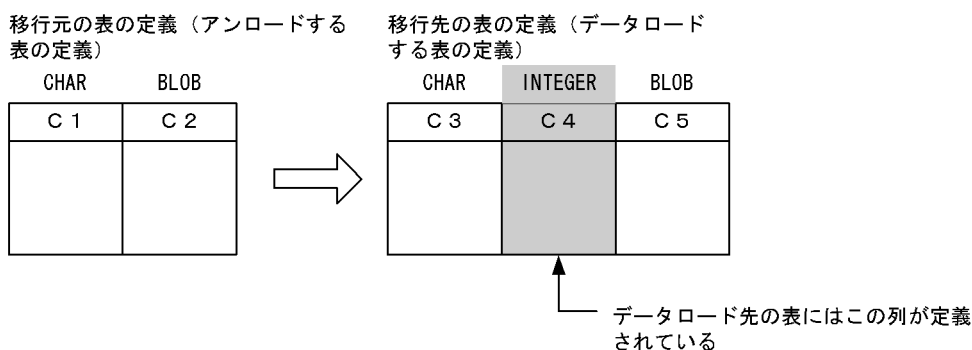 移行元の表の定義(アンロードする
表の定義)
移行先の表の定義(データロード
する表の定義)
CHAR BLOB
CHAR INTEGER BLOB
C1 C2
C3 C4 C5
データロード先の表にはこの列が定義
されている